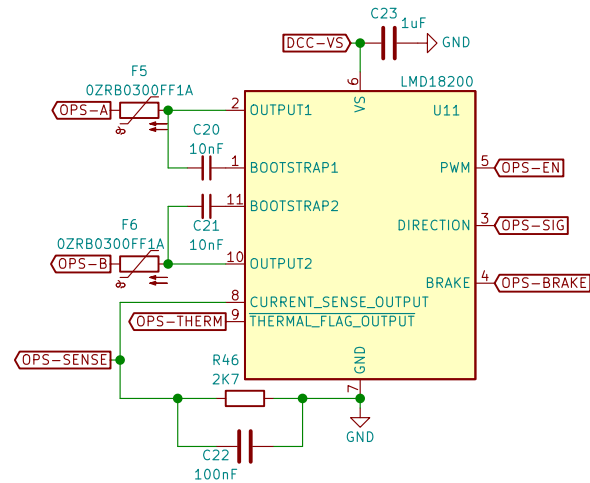 C23
1uF
DCC-VS
GND
F5
0ZRB0300FF1A
OPS-A
LMD18200
6
VS
U11
2
OUTPUT1
C20
10nF
1
BOOTSTRAP1
PWM
5
OPS-EN
11
BOOTSTRAP2
C21
10nF
F6
0ZRB0300FF1A
OPS-B
DIRECTION
3
OPS-SIG
10
OUTPUT2
BRAKE
4
OPS-BRAKE
8
CURRENT_SENSE_OUTPUT
OPS-THERM
9
THERMAL_FLAG_OUTPUT
OPS-SENSE
R46
2K7
GND
7
GND
C22
100nF